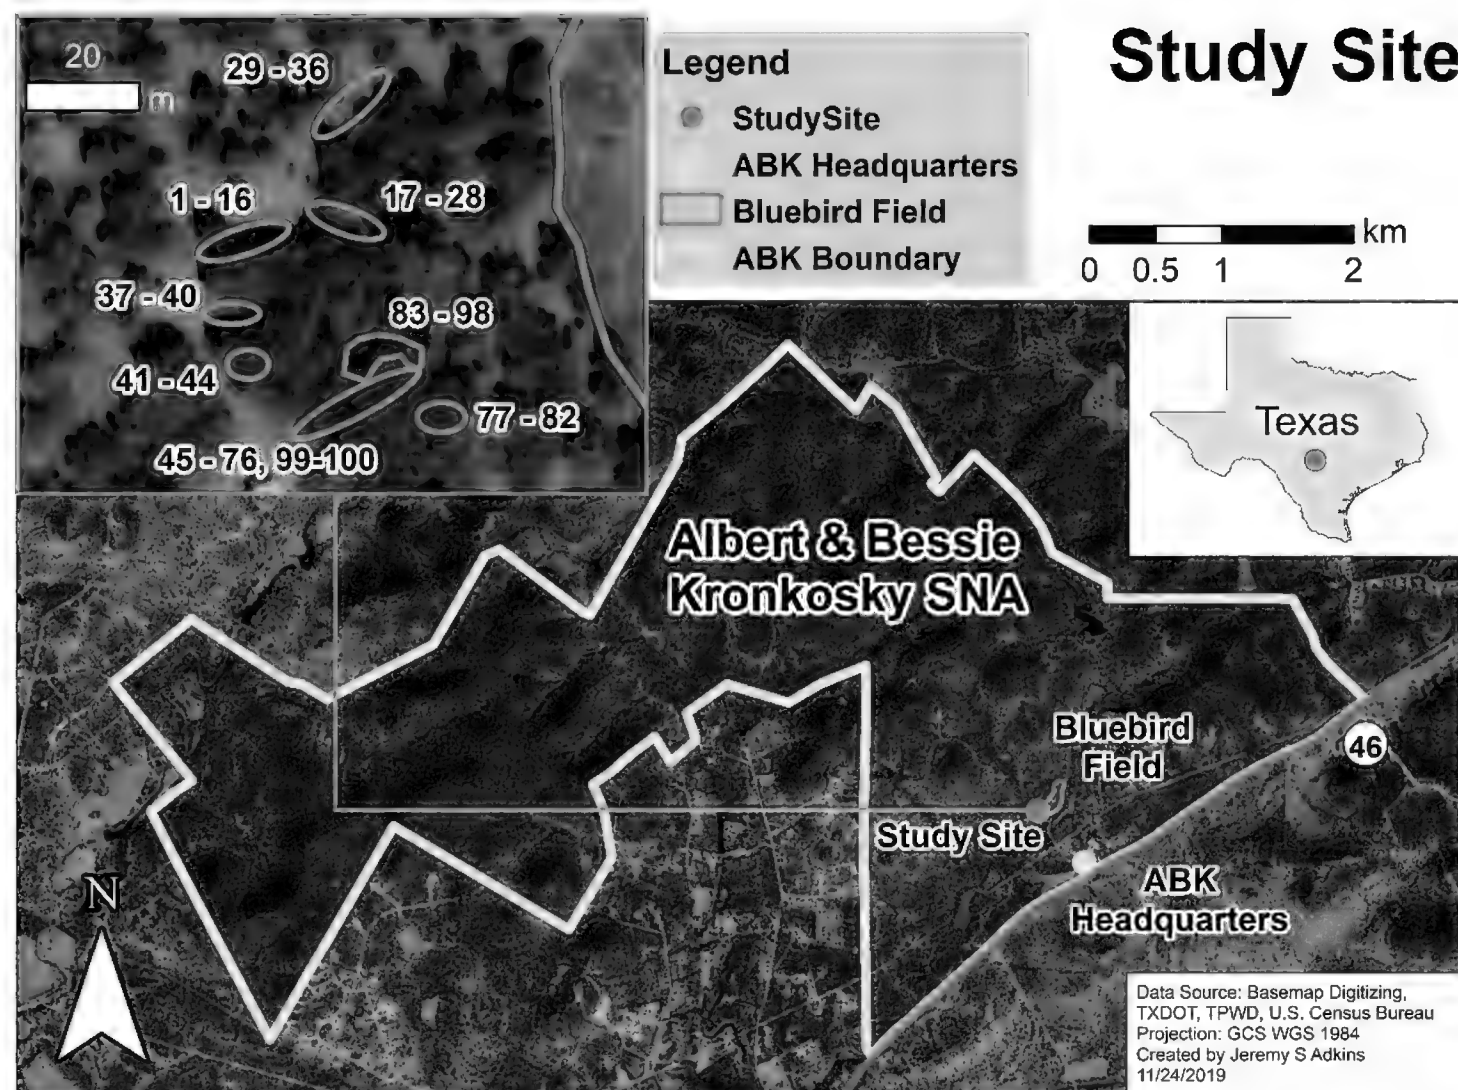 Study Site
20
m
29 - 36
1 - 16
17 - 28
37 - 40
83 - 98
41 - 44
77 - 82
45 - 76, 99-100
Legend
StudySite
ABK Headquarters
Bluebird Field
ABK Boundary
km
0 0.5 1 2
Texas
Albert & Bessie
Kronkosky SNA
Bluebird
Field
46
Study Site
ABK
Headquarters
N
Data Source: Basemap Digitizing,
TXDOT, TPWD, U.S. Census Bureau
Projection: GCS WGS 1984
Created by Jeremy S Adkins
11/24/2019